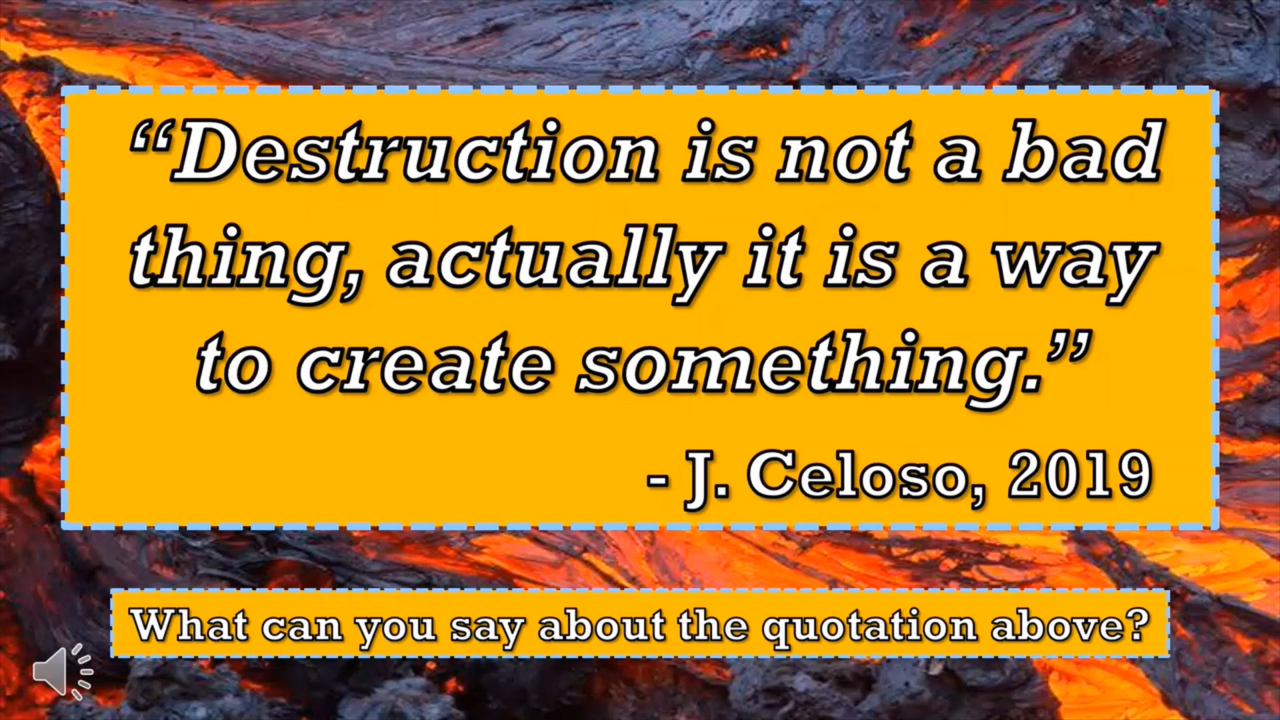 “Destruction is not a bad
thing, actually it is a way
to create something.”
- J. Celoso, 2019
What can you say about the quotation above?